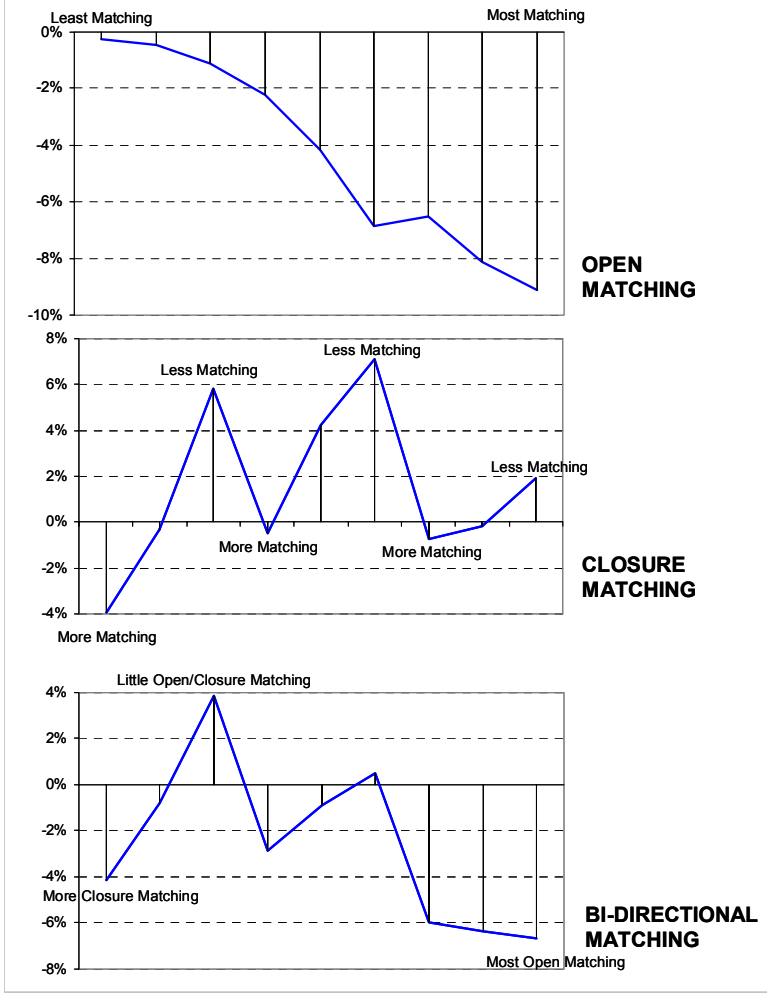 Least Matching
Most Matching
0%
-2%
-4%
-6%
-8%
-10%
OPEN
MATCHING
8%
6%
4%
2%
0%
-2%
-4%
Less Matching
Less Matching
Less Matching
More Matching
More Matching
More Matching
CLOSURE
MATCHING
Little Open/Closure Matching
4%
2%
0%
-2%
-4%
-6%
-8%
More Closure Matching
Most Open Matching
BI-DIRECTIONAL
MATCHING